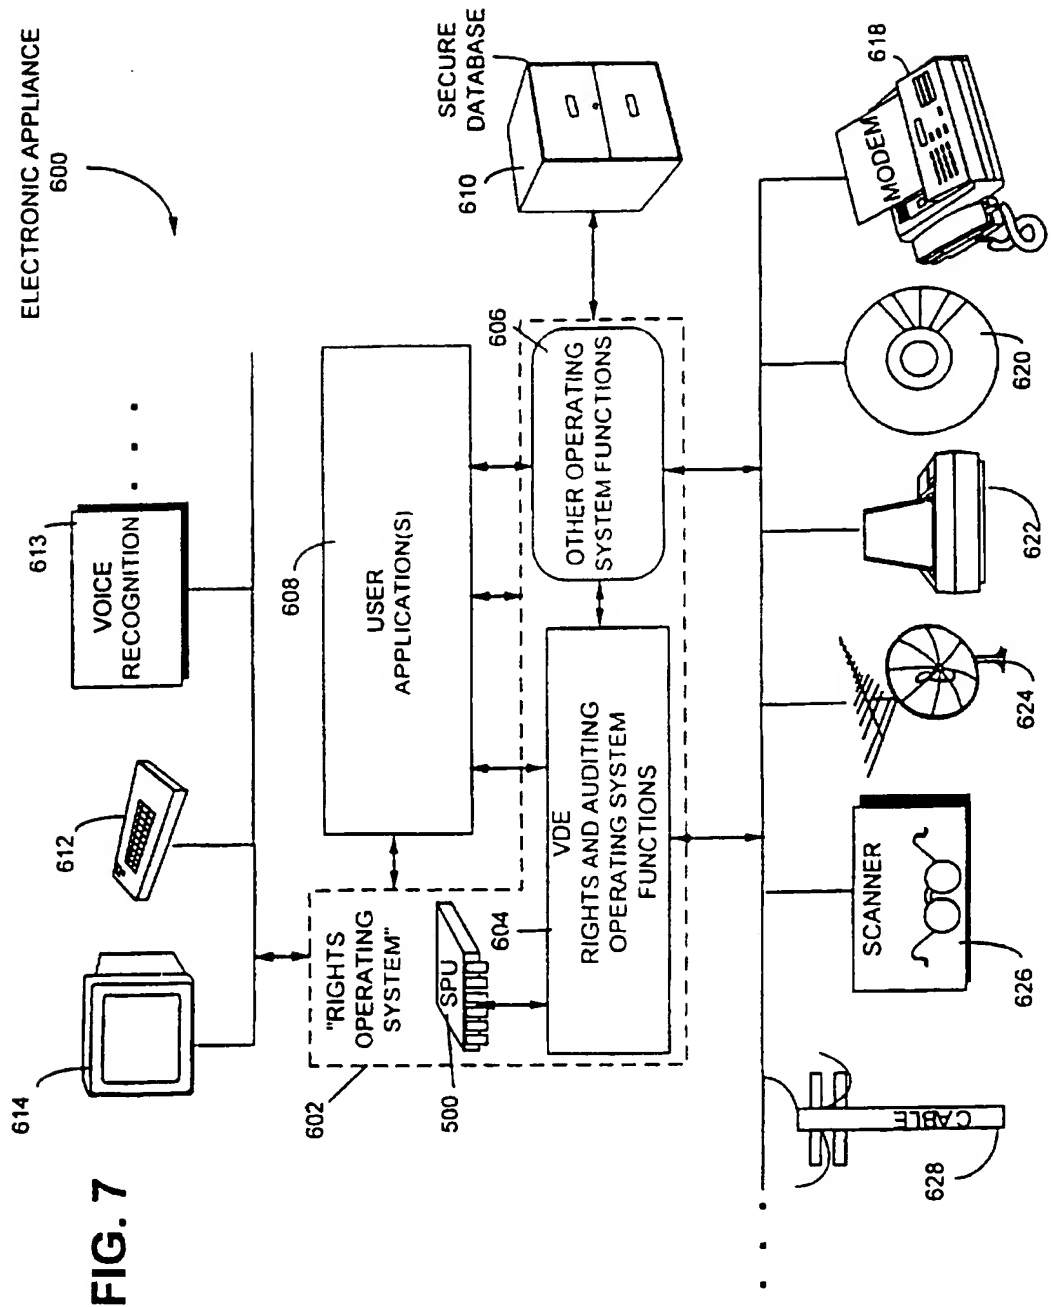 FIG. 7
ELECTRONIC APPLIANCE
600
614
612
613
VOICE
RECOGNITION
608
USER
APPLICATION(S)
602
"RIGHTS
OPERATING
SYSTEM"
500
SPU
604
VDE
RIGHTS AND AUDITING
OPERATING SYSTEM
FUNCTIONS
606
OTHER OPERATING
SYSTEM FUNCTIONS
610
SECURE
DATABASE
628
CABLE
SCANNER
626
624
622
620
MODEM
618